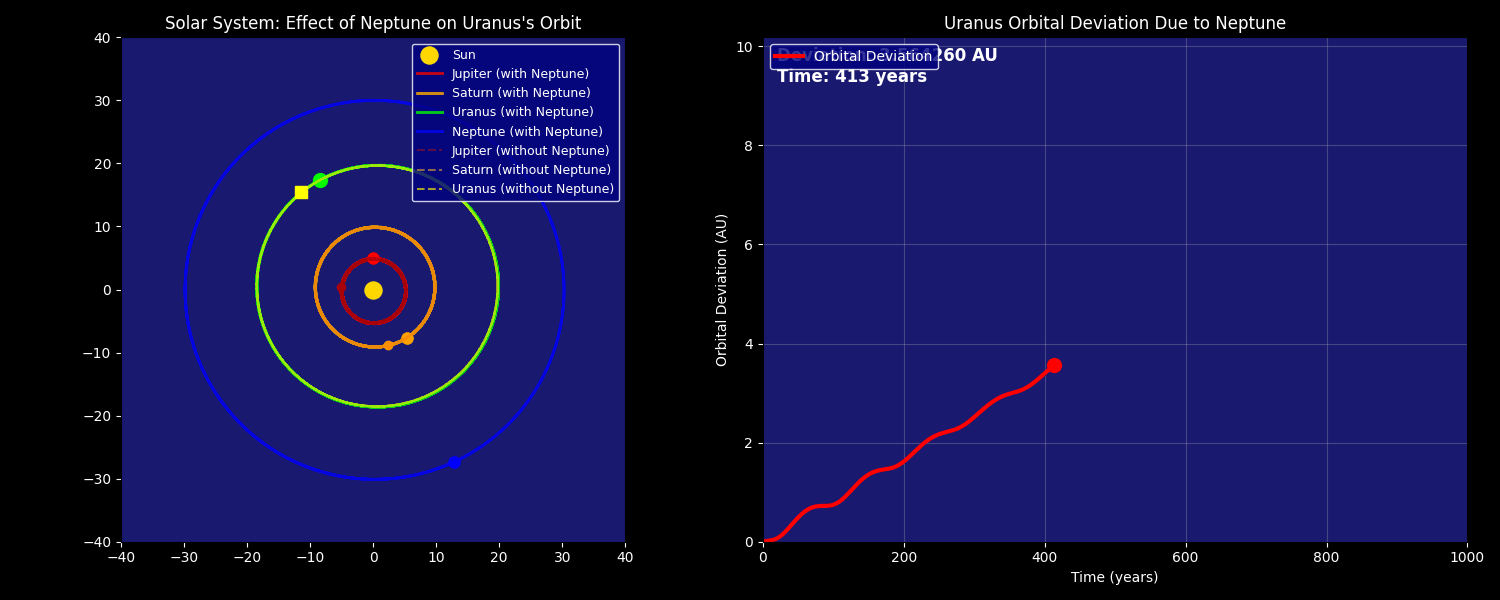 Solar System: Effect of Neptune on Uranus's Orbit
40
30
20
10
0
−10
−20
−30
−40
−40 −30 −20 −10 0 10 20 30 40
Sun
Jupiter (with Neptune)
Saturn (with Neptune)
Uranus (with Neptune)
Neptune (with Neptune)
Jupiter (without Neptune)
Saturn (without Neptune)
Uranus (without Neptune)
Uranus Orbital Deviation Due to Neptune
Orbital Deviation
260 AU
Time: 413 years
Orbital Deviation (AU)
10
8
6
4
2
0
0 200 400 600 800 1000
Time (years)